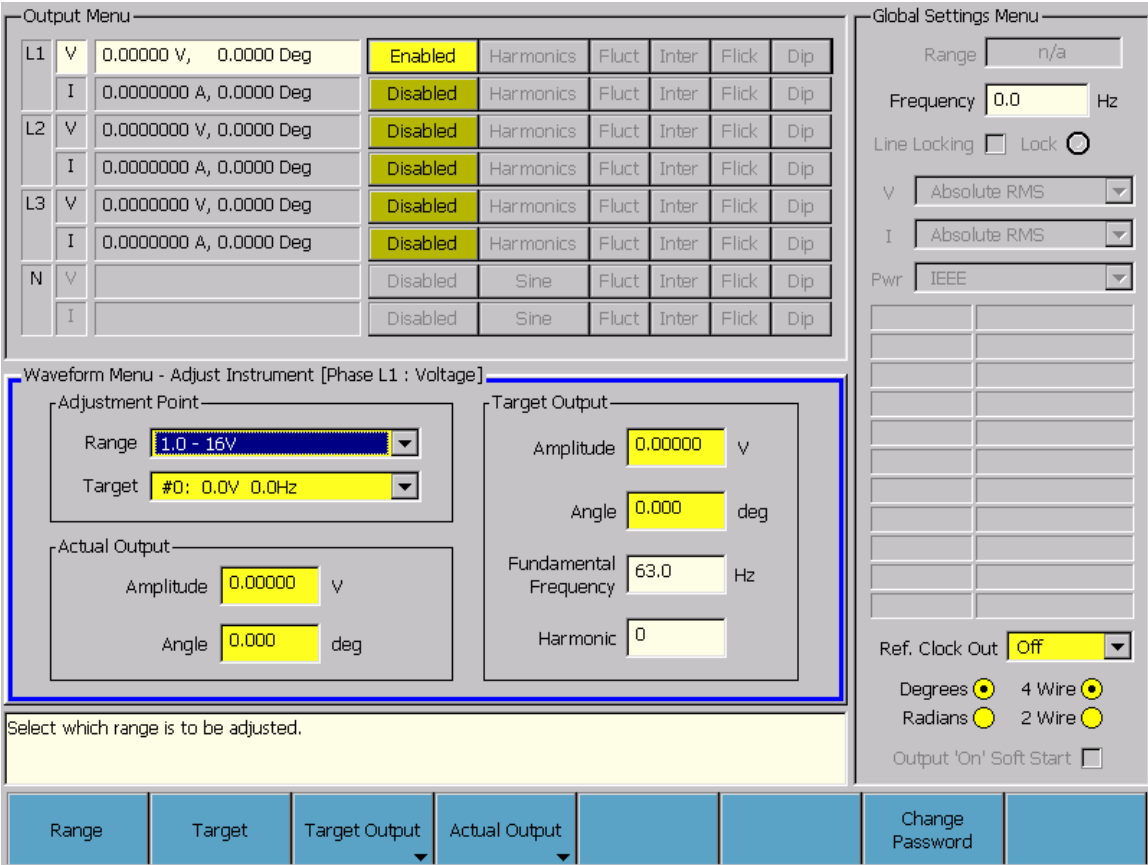 Output Menu
L1 V 0.00000 V, 0.0000 Deg Enabled Harmonics Fluct Inter Flick Dip
I 0.0000000 A, 0.0000 Deg Disabled Harmonics Fluct Inter Flick Dip
L2 V 0.0000000 V, 0.0000 Deg Disabled Harmonics Fluct Inter Flick Dip
I 0.0000000 A, 0.0000 Deg Disabled Harmonics Fluct Inter Flick Dip
L3 V 0.0000000 V, 0.0000 Deg Disabled Harmonics Fluct Inter Flick Dip
I 0.0000000 A, 0.0000 Deg Disabled Harmonics Fluct Inter Flick Dip
N V Disabled Sine Fluct Inter Flick Dip
I Disabled Sine Fluct Inter Flick Dip
Waveform Menu - Adjust Instrument [Phase L1 : Voltage]
Adjustment Point
Range 1.0 - 16V
Target #0: 0.0V 0.0Hz
Actual Output
Amplitude 0.00000 V
Angle 0.000 deg
Target Output
Amplitude 0.00000 V
Angle 0.000 deg
Fundamental
Frequency 63.0 Hz
Harmonic 0
Select which range is to be adjusted.
Global Settings Menu
Range n/a
Frequency 0.0 Hz
Line Locking Lock
V Absolute RMS
I Absolute RMS
Pwr IEEE
Ref. Clock Out Off
Degrees 4 Wire
Radians 2 Wire
Output 'On' Soft Start
Range Target Target Output Actual Output Change
Password